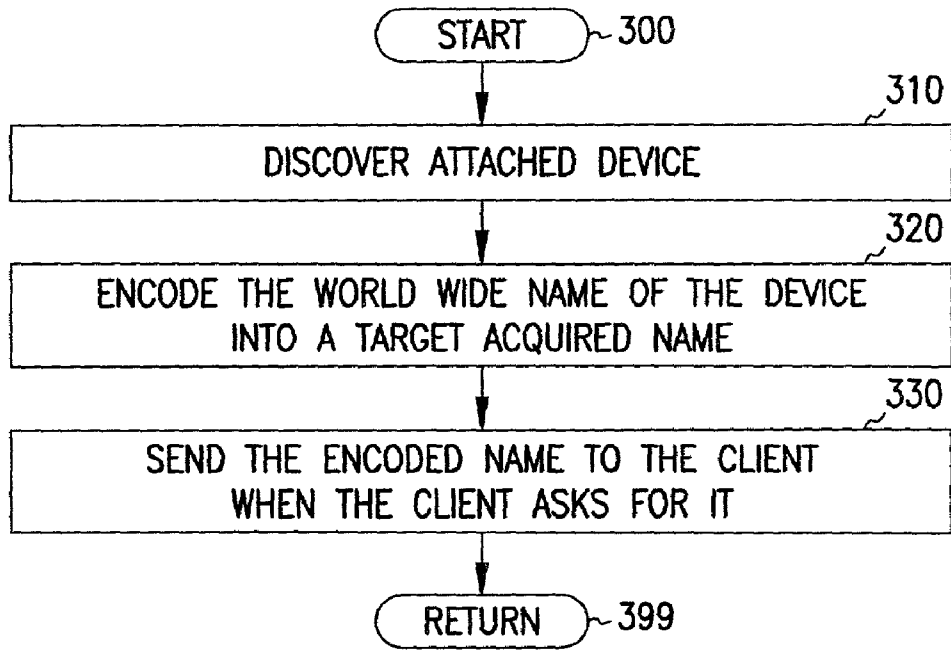 START 300
310
DISCOVER ATTACHED DEVICE
320
ENCODE THE WORLD WIDE NAME OF THE DEVICE
INTO A TARGET ACQUIRED NAME
330
SEND THE ENCODED NAME TO THE CLIENT
WHEN THE CLIENT ASKS FOR IT
RETURN 399